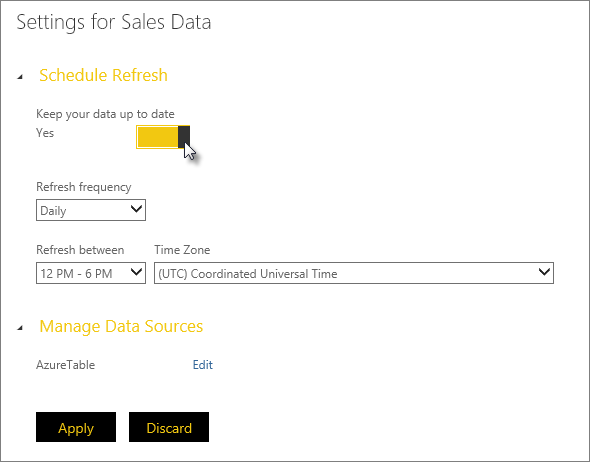 Settings for Sales Data
Schedule Refresh
Keep your data up to date
Yes
Refresh frequency
Daily
Refresh between Time Zone
12 PM - 6 PM (UTC) Coordinated Universal Time
Manage Data Sources
AzureTable Edit
Apply Discard